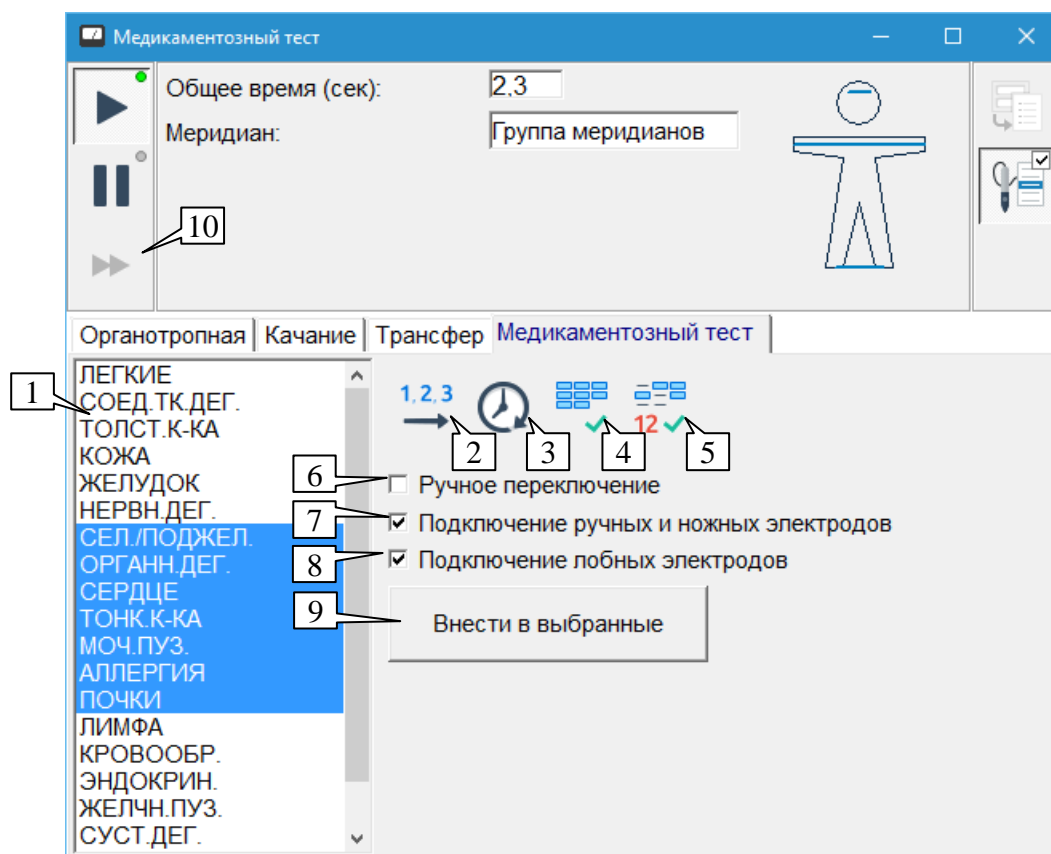 Медикаментозный тест
Общее время (сек): 2,3
Меридиан: Группа меридианов
10
Органотропная Качание Трансфер Медикаментозный тест
1
ЛЕГКИЕ
СОЕД.ТК.ДЕГ.
ТОЛСТ.К-КА
КОЖА
ЖЕЛУДОК
НЕРВН.ДЕГ.
СЕЛ./ПОДЖЕЛ.
ОРГАНН.ДЕГ.
СЕРДЦЕ
ТОНК.К-КА
МОЧ.ПУЗ.
АЛЛЕРГИЯ
ПОЧКИ
ЛИМФА
КРОВООБР.
ЭНДОКРИН.
ЖЕЛЧН.ПУЗ.
СУСТ.ДЕГ.
1,2,3
12
2 3 4 5
6 Ручное переключение
7 Подключение ручных и ножных электродов
8 Подключение лобных электродов
9 Внести в выбранные